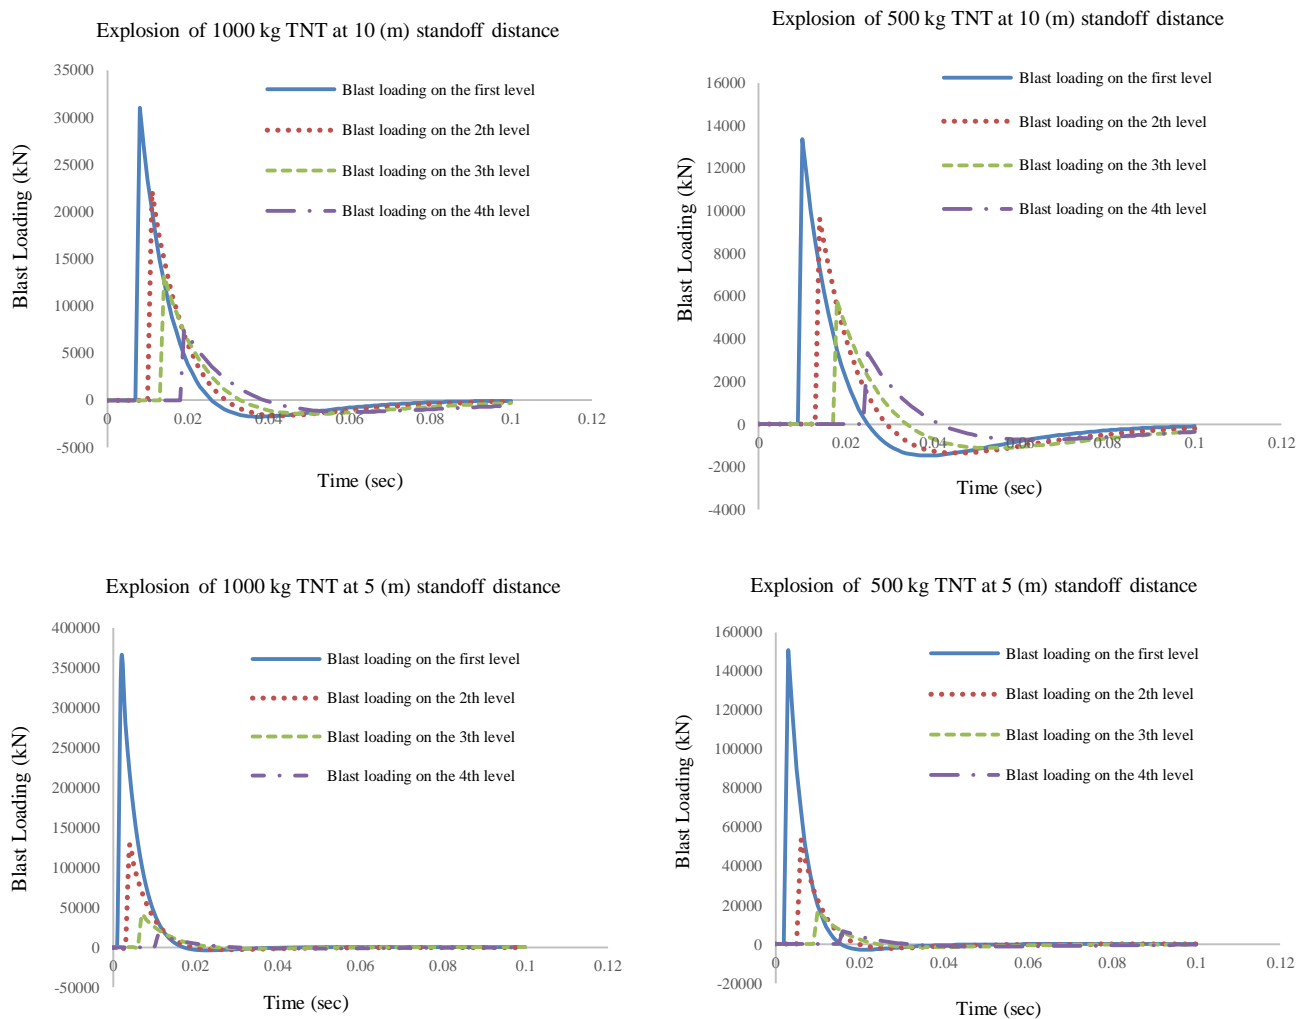 Explosion of 1000 kg TNT at 10 (m) standoff distance
35000
30000
25000
20000
15000
10000
5000
0
-5000
0
0.02
0.04
0.06
0.08
0.1
0.12
Blast Loading (kN)
Time (sec)
Blast loading on the first level
Blast loading on the 2th level
Blast loading on the 3th level
Blast loading on the 4th level
Explosion of 500 kg TNT at 10 (m) standoff distance
16000
14000
12000
10000
8000
6000
4000
2000
0
-2000
-4000
0
0.02
0.04
0.06
0.08
0.1
0.12
Blast Loading (kN)
Time (sec)
Blast loading on the first level
Blast loading on the 2th level
Blast loading on the 3th level
Blast loading on the 4th level
Explosion of 1000 kg TNT at 5 (m) standoff distance
400000
350000
300000
250000
200000
150000
100000
50000
0
-50000
0
0.02
0.04
0.06
0.08
0.1
0.12
Blast Loading (kN)
Time (sec)
Blast loading on the first level
Blast loading on the 2th level
Blast loading on the 3th level
Blast loading on the 4th level
Explosion of 500 kg TNT at 5 (m) standoff distance
160000
140000
120000
100000
80000
60000
40000
20000
0
-20000
0
0.02
0.04
0.06
0.08
0.1
0.12
Blast Loading (kN)
Time (sec)
Blast loading on the first level
Blast loading on the 2th level
Blast loading on the 3th level
Blast loading on the 4th level